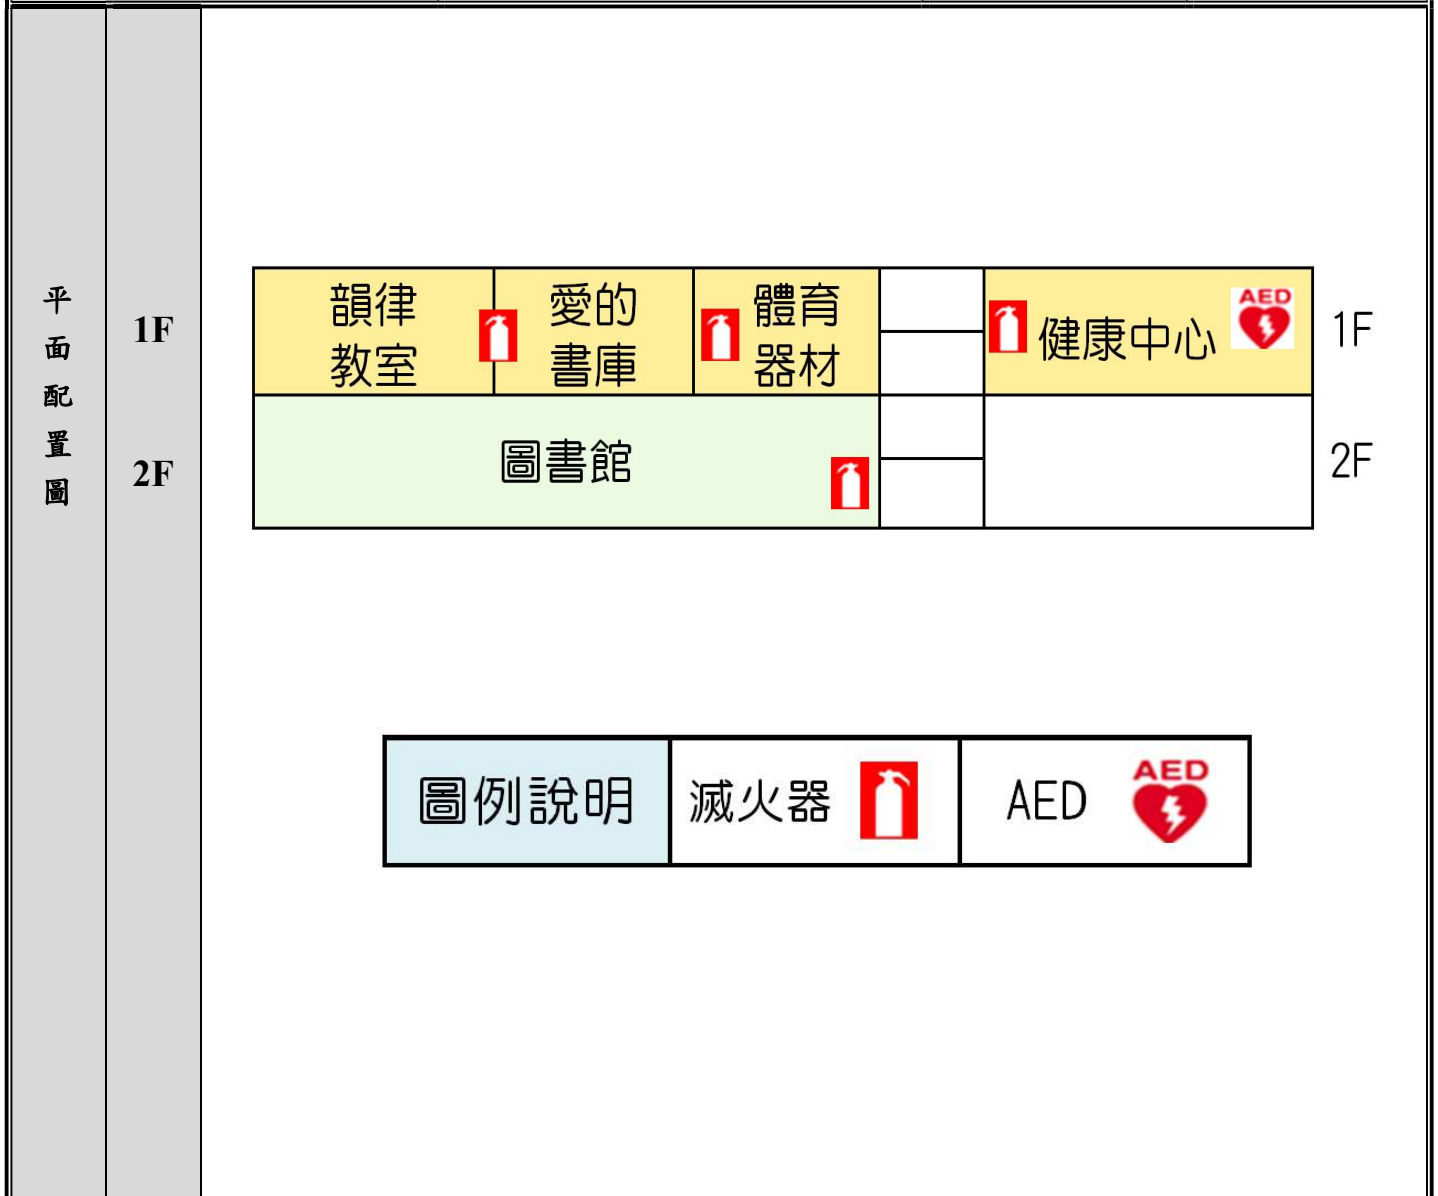 平面配置圖
1F
2F
韻律
教室
愛的
書庫
體育
器材
健康中心
AED
1F
圖書館
2F
圖例說明
滅火器
AED
AED